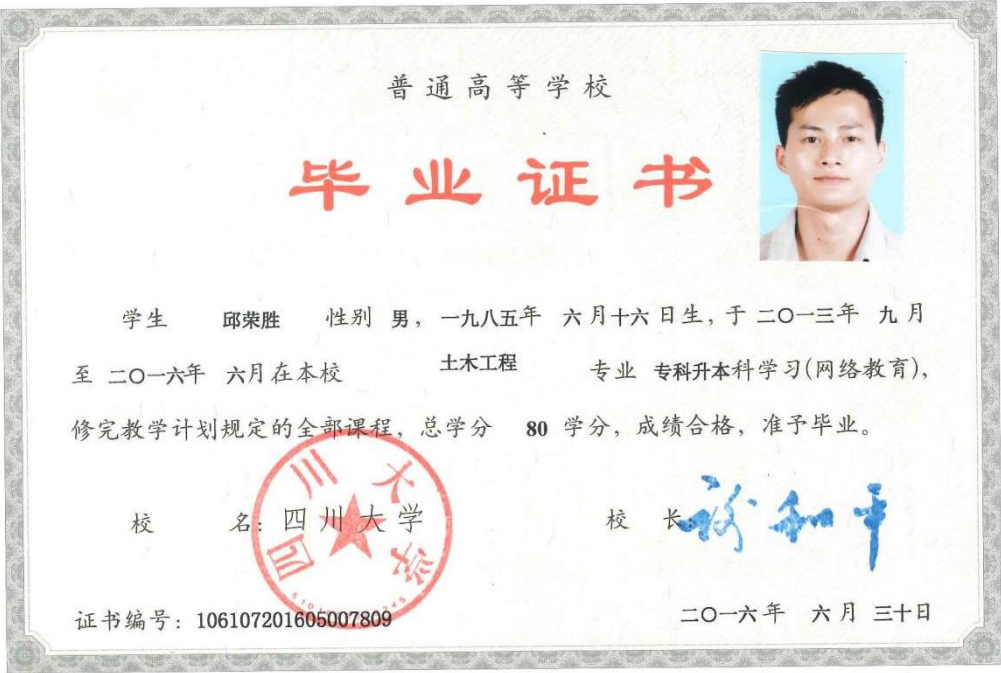 普通高等学校
毕业证书
学生 邱荣胜 性别 男，一九八五年 六月十六日生，于二〇一三年 九月
至 二〇一六年 六月在本校 土木工程 专业 专科升本科学习(网络教育)，
修完教学计划规定的全部课程，总学分 80 学分，成绩合格，准予毕业。
校 名：四川大学 校 长：
四川大学
证书编号：106107201605007809 二〇一六年 六月 三十日